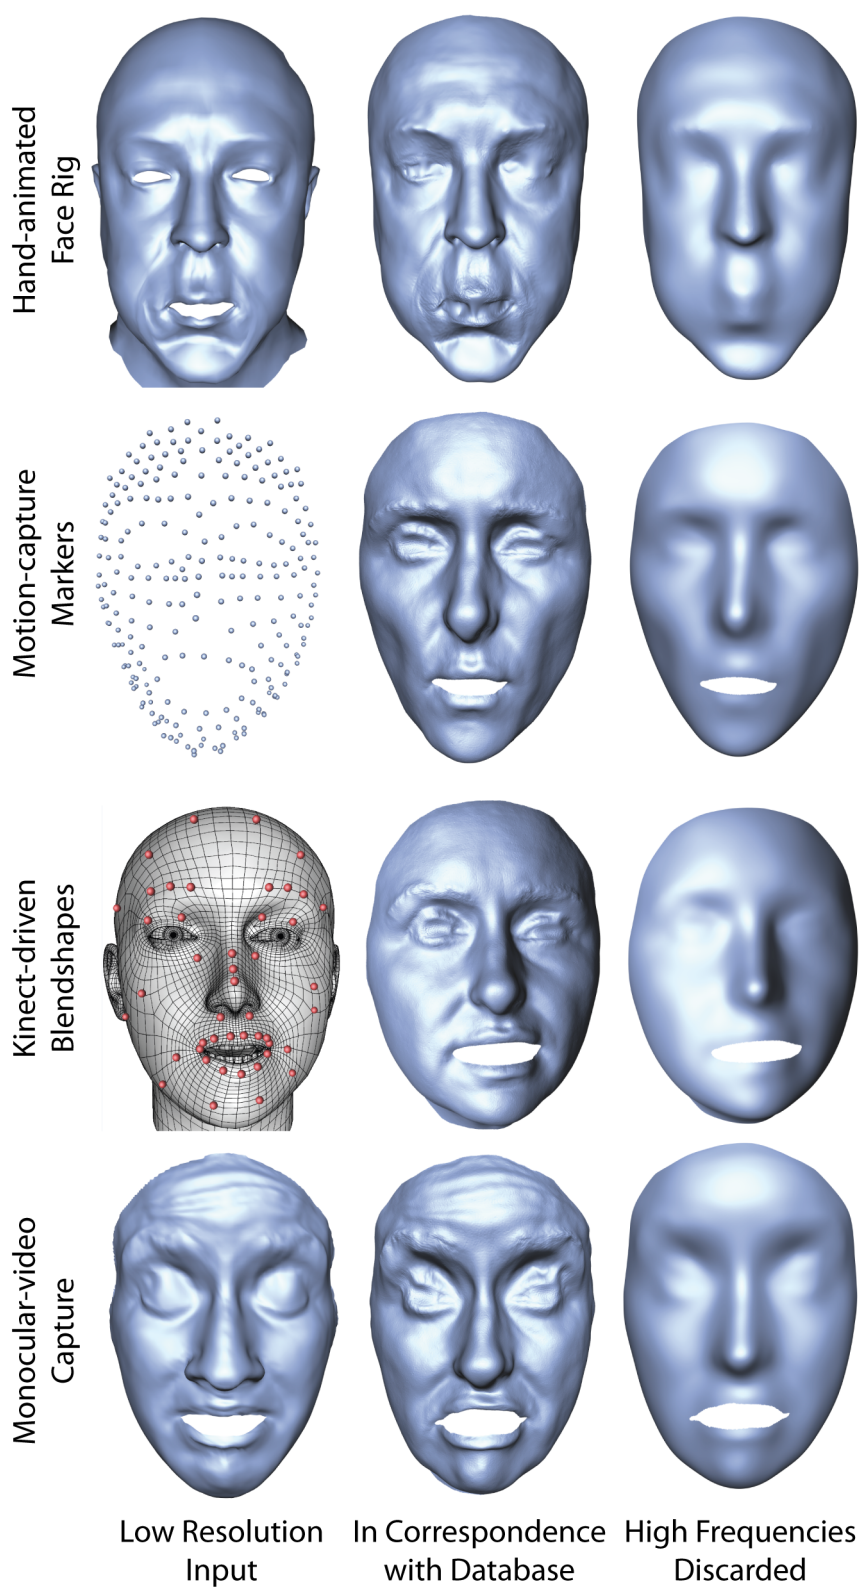 Hand-animated
Face Rig
Motion-capture
Markers
Kinect-driven
Blendshapes
Monocular-video
Capture
Low Resolution
Input
In Correspondence
with Database
High Frequencies
Discarded